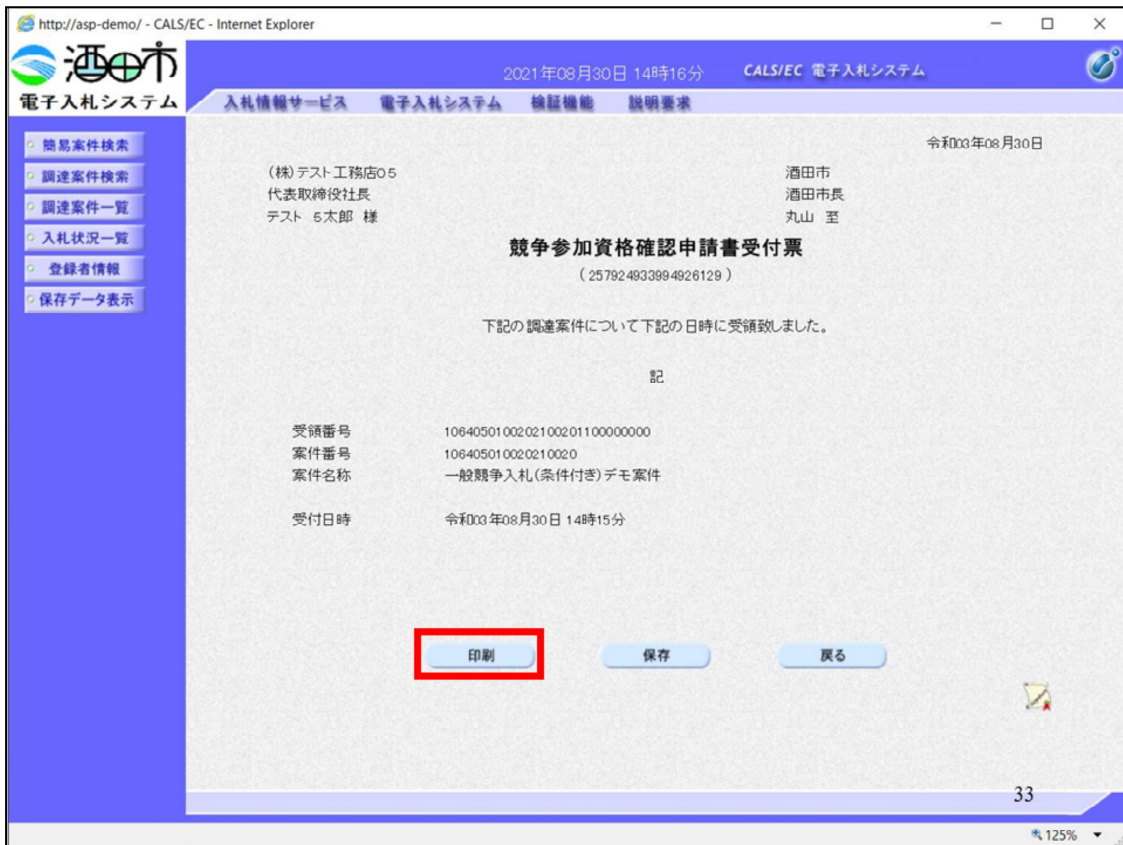 http://asp-demo/ - CALS/EC - Internet Explorer
酒田市
電子入札システム
2021年08月30日 14時16分
CALS/EC 電子入札システム
入札情報サービス 電子入札システム 検証機能 説明要求
簡易案件検索
調達案件検索
調達案件一覧
入札状況一覧
登録者情報
保存データ表示
令和03年08月30日
(株)テスト工務店05
代表取締役社長
テスト 5太郎 様
酒田市
酒田市長
丸山 至
競争参加資格確認申請書受付票
(257924933994926129)
下記の調達案件について下記の日時に受領致しました。
記
受領番号 1064050100202100201100000000
案件番号 106405010020210020
案件名称 一般競争入札(条件付き)デモ案件
受付日時 令和03年08月30日 14時15分
印刷 保存 戻る
33
125%